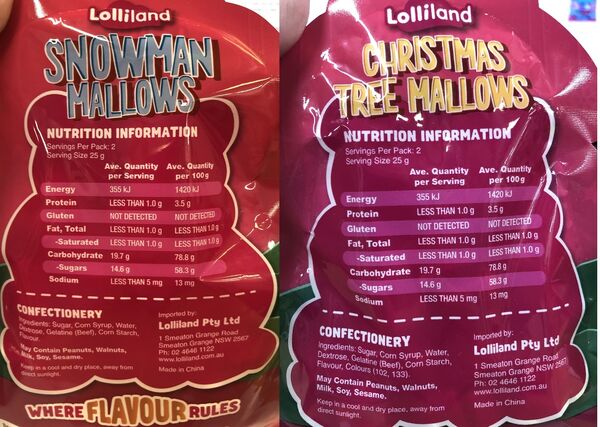 Lolliland
SNOWMAN
MALLOWS
NUTRITION INFORMATION
Servings Per Pack: 2
Serving Size 25 g
Ave. Quantity Ave. Quantity
per Serving per 100g
Energy 355 kJ 1420 kJ
Protein LESS THAN 1.0 g 3.5 g
Gluten NOT DETECTED NOT DETECTED
Fat, Total LESS THAN 1.0 g LESS THAN 1.0 g
-Saturated LESS THAN 1.0 g LESS THAN 1.0 g
Carbohydrate 19.7 g 78.8 g
-Sugars 14.6 g 58.3 g
Sodium LESS THAN 5 mg 13 mg
CONFECTIONERY
Ingredients: Sugar, Corn Syrup, Water,
Dextrose, Gelatine (Beef), Corn Starch,
Flavour.
May Contain Peanuts, Walnuts,
Milk, Soy, Sesame.
Keep in a cool and dry place, away from
direct sunlight.
Imported by:
Lolliland Pty Ltd
1 Smeaton Grange Road
Smeaton Grange NSW 2567
Ph: 02 4646 1122
www.lolliland.com.au
Made in China
WHERE FLAVOUR RULES
Lolliland
CHRISTMAS
TREE MALLOWS
NUTRITION INFORMATION
Servings Per Pack: 2
Serving Size 25 g
Ave. Quantity Ave. Quantity
per Serving per 100 g
Energy 355 kJ 1420 kJ
Protein LESS THAN 1.0 g 3.5 g
Gluten NOT DETECTED NOT DETECTED
Fat, Total LESS THAN 1.0 g LESS THAN 1.0 g
-Saturated LESS THAN 1.0 g LESS THAN 1.0 g
Carbohydrate 19.7 g 78.8 g
-Sugars 14.6 g 58.3 g
Sodium LESS THAN 5 mg 13 mg
CONFECTIONERY
Ingredients: Sugar, Corn Syrup, Water,
Dextrose, Gelatine (Beef), Corn Starch,
Flavour, Colours (102, 133).
May Contain Peanuts, Walnuts,
Milk, Soy, Sesame.
Keep in a cool and dry place, away from
direct sunlight.
Imported by:
Lolliland Pty Ltd
1 Smeaton Grange Road
Smeaton Grange NSW 2567
Ph: 02 4646 1122
www.lolliland.com.au
Made in China